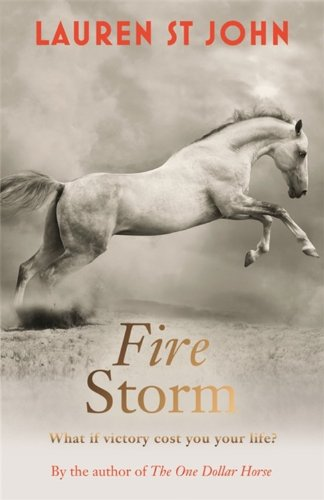 LAUREN ST JOHN
Fire
Storm
What if victory cost you your life?
By the author of The One Dollar Horse